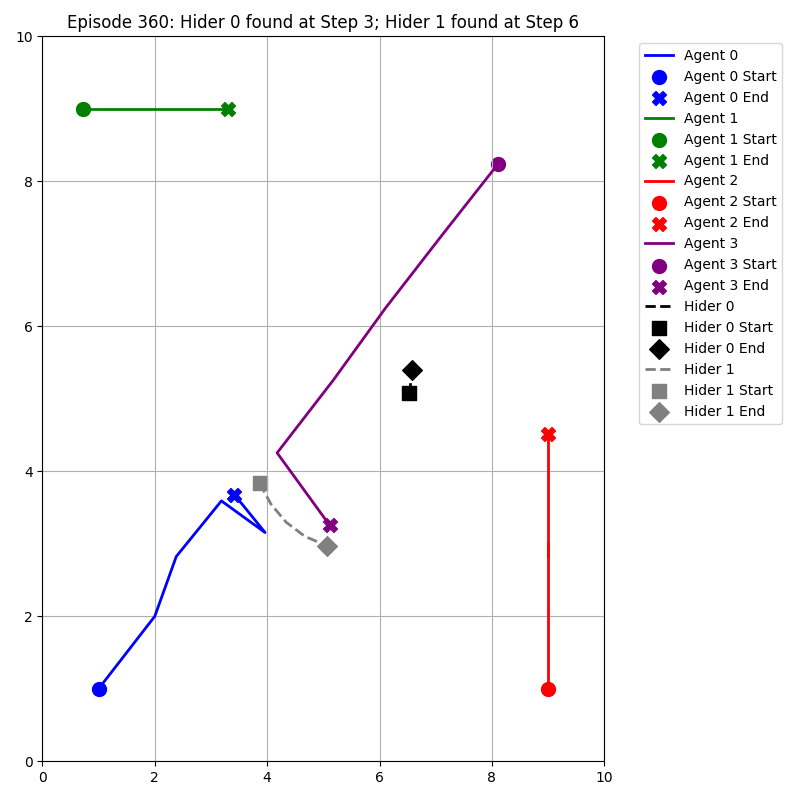 Episode 360: Hider 0 found at Step 3; Hider 1 found at Step 6
10
8
6
4
2
0
0 2 4 6 8 10
Agent 0
Agent 0 Start
Agent 0 End
Agent 1
Agent 1 Start
Agent 1 End
Agent 2
Agent 2 Start
Agent 2 End
Agent 3
Agent 3 Start
Agent 3 End
Hider 0
Hider 0 Start
Hider 0 End
Hider 1
Hider 1 Start
Hider 1 End